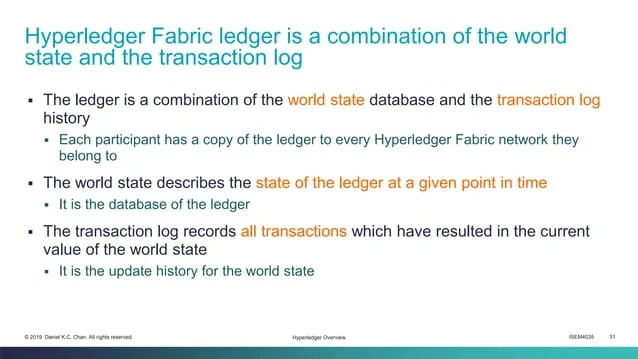 Hyperledger Fabric ledger is a combination of the world
state and the transaction log
▪ The ledger is a combination of the world state database and the transaction log
history
▪ Each participant has a copy of the ledger to every Hyperledger Fabric network they
belong to
▪ The world state describes the state of the ledger at a given point in time
▪ It is the database of the ledger
▪ The transaction log records all transactions which have resulted in the current
value of the world state
▪ It is the update history for the world state
© 2019 Daniel K.C. Chan. All rights reserved. Hyperledger Overview ISEM4035 31